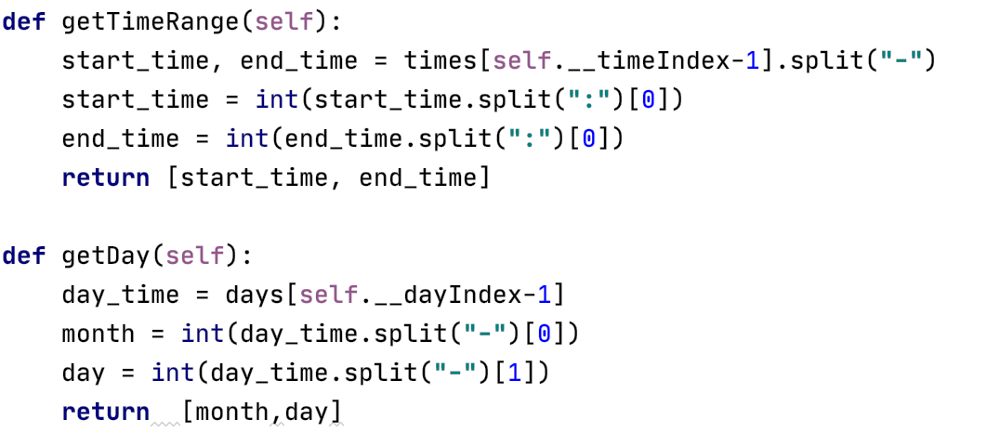 def getTimeRange(self):
    start_time, end_time = times[self.__timeIndex-1].split("-")
    start_time = int(start_time.split(":")[0])
    end_time = int(end_time.split(":")[0])
    return [start_time, end_time]

def getDay(self):
    day_time = days[self.__dayIndex-1]
    month = int(day_time.split("-")[0])
    day = int(day_time.split("-")[1])
    return  [month,day]